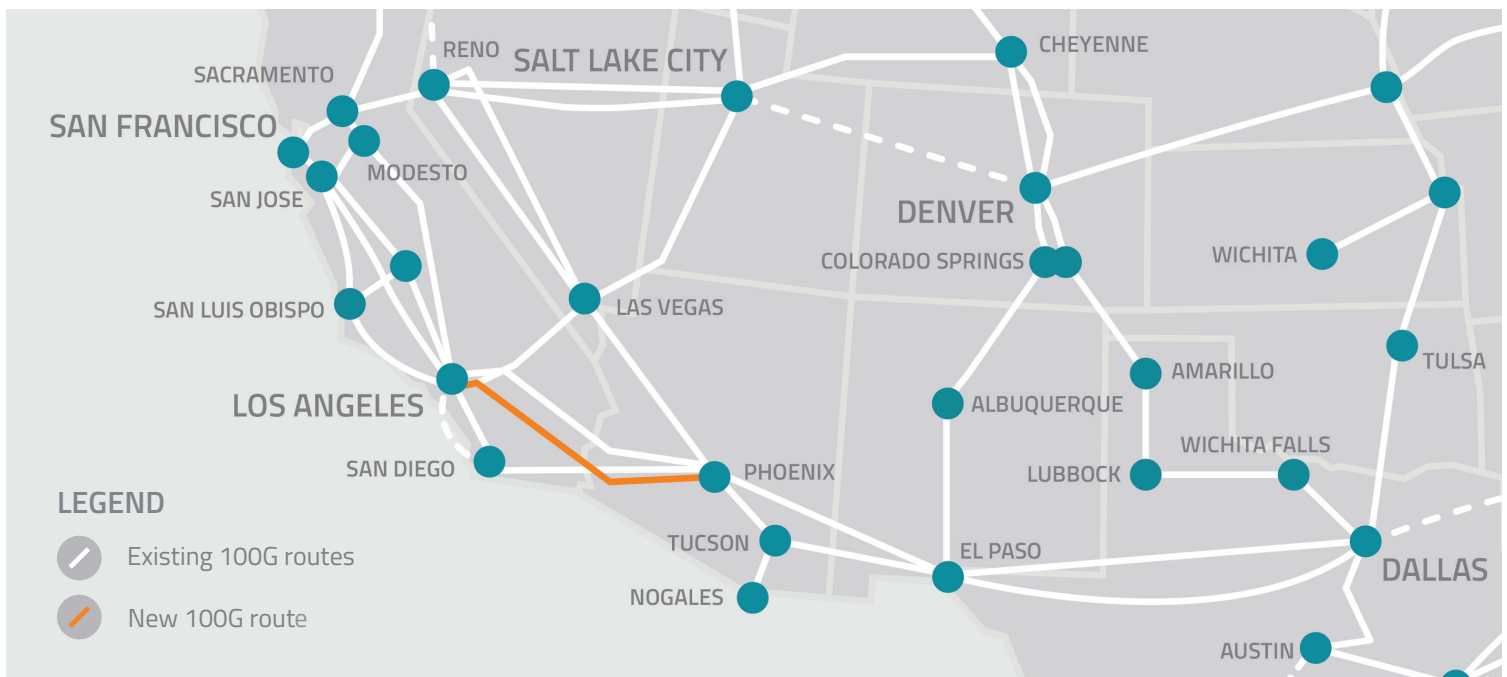 RENO
SALT LAKE CITY
CHEYENNE
SACRAMENTO
SAN FRANCISCO
MODESTO
SAN JOSE
DENVER
COLORADO SPRINGS
WICHITA
SAN LUIS OBISPO
LAS VEGAS
TULSA
AMARILLO
LOS ANGELES
ALBUQUERQUE
WICHITA FALLS
SAN DIEGO
PHOENIX
LUBBOCK
LEGEND
Existing 100G routes
New 100G route
TUCSON
EL PASO
DALLAS
NOGALES
AUSTIN